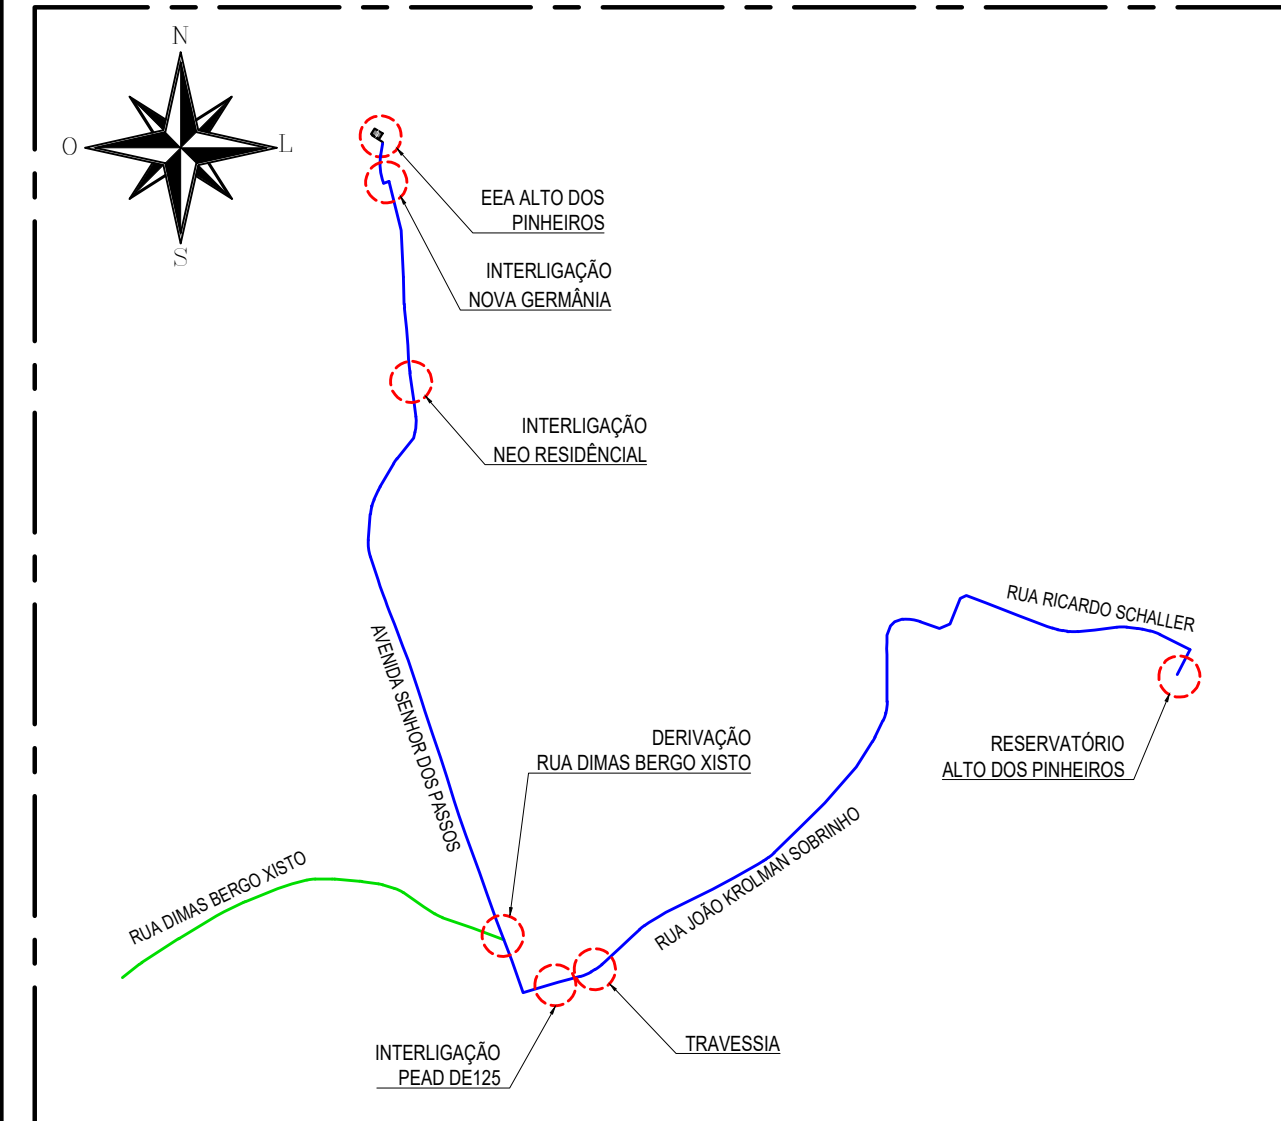 N
O
L
S
EEA ALTO DOS
PINHEIROS
INTERLIGAÇÃO
NOVA GERMÂNIA
INTERLIGAÇÃO
NEO RESIDÊNCIAL
RUA RICARDO SCHALLER
AVENIDA SENHOR DOS PASSOS
DERIVAÇÃO
RUA DIMAS BERGO XISTO
RESERVATÓRIO
ALTO DOS PINHEIROS
RUA JOÃO KROLMAN SOBRINHO
RUA DIMAS BERGO XISTO
TRAVESSIA
INTERLIGAÇÃO
PEAD DE125